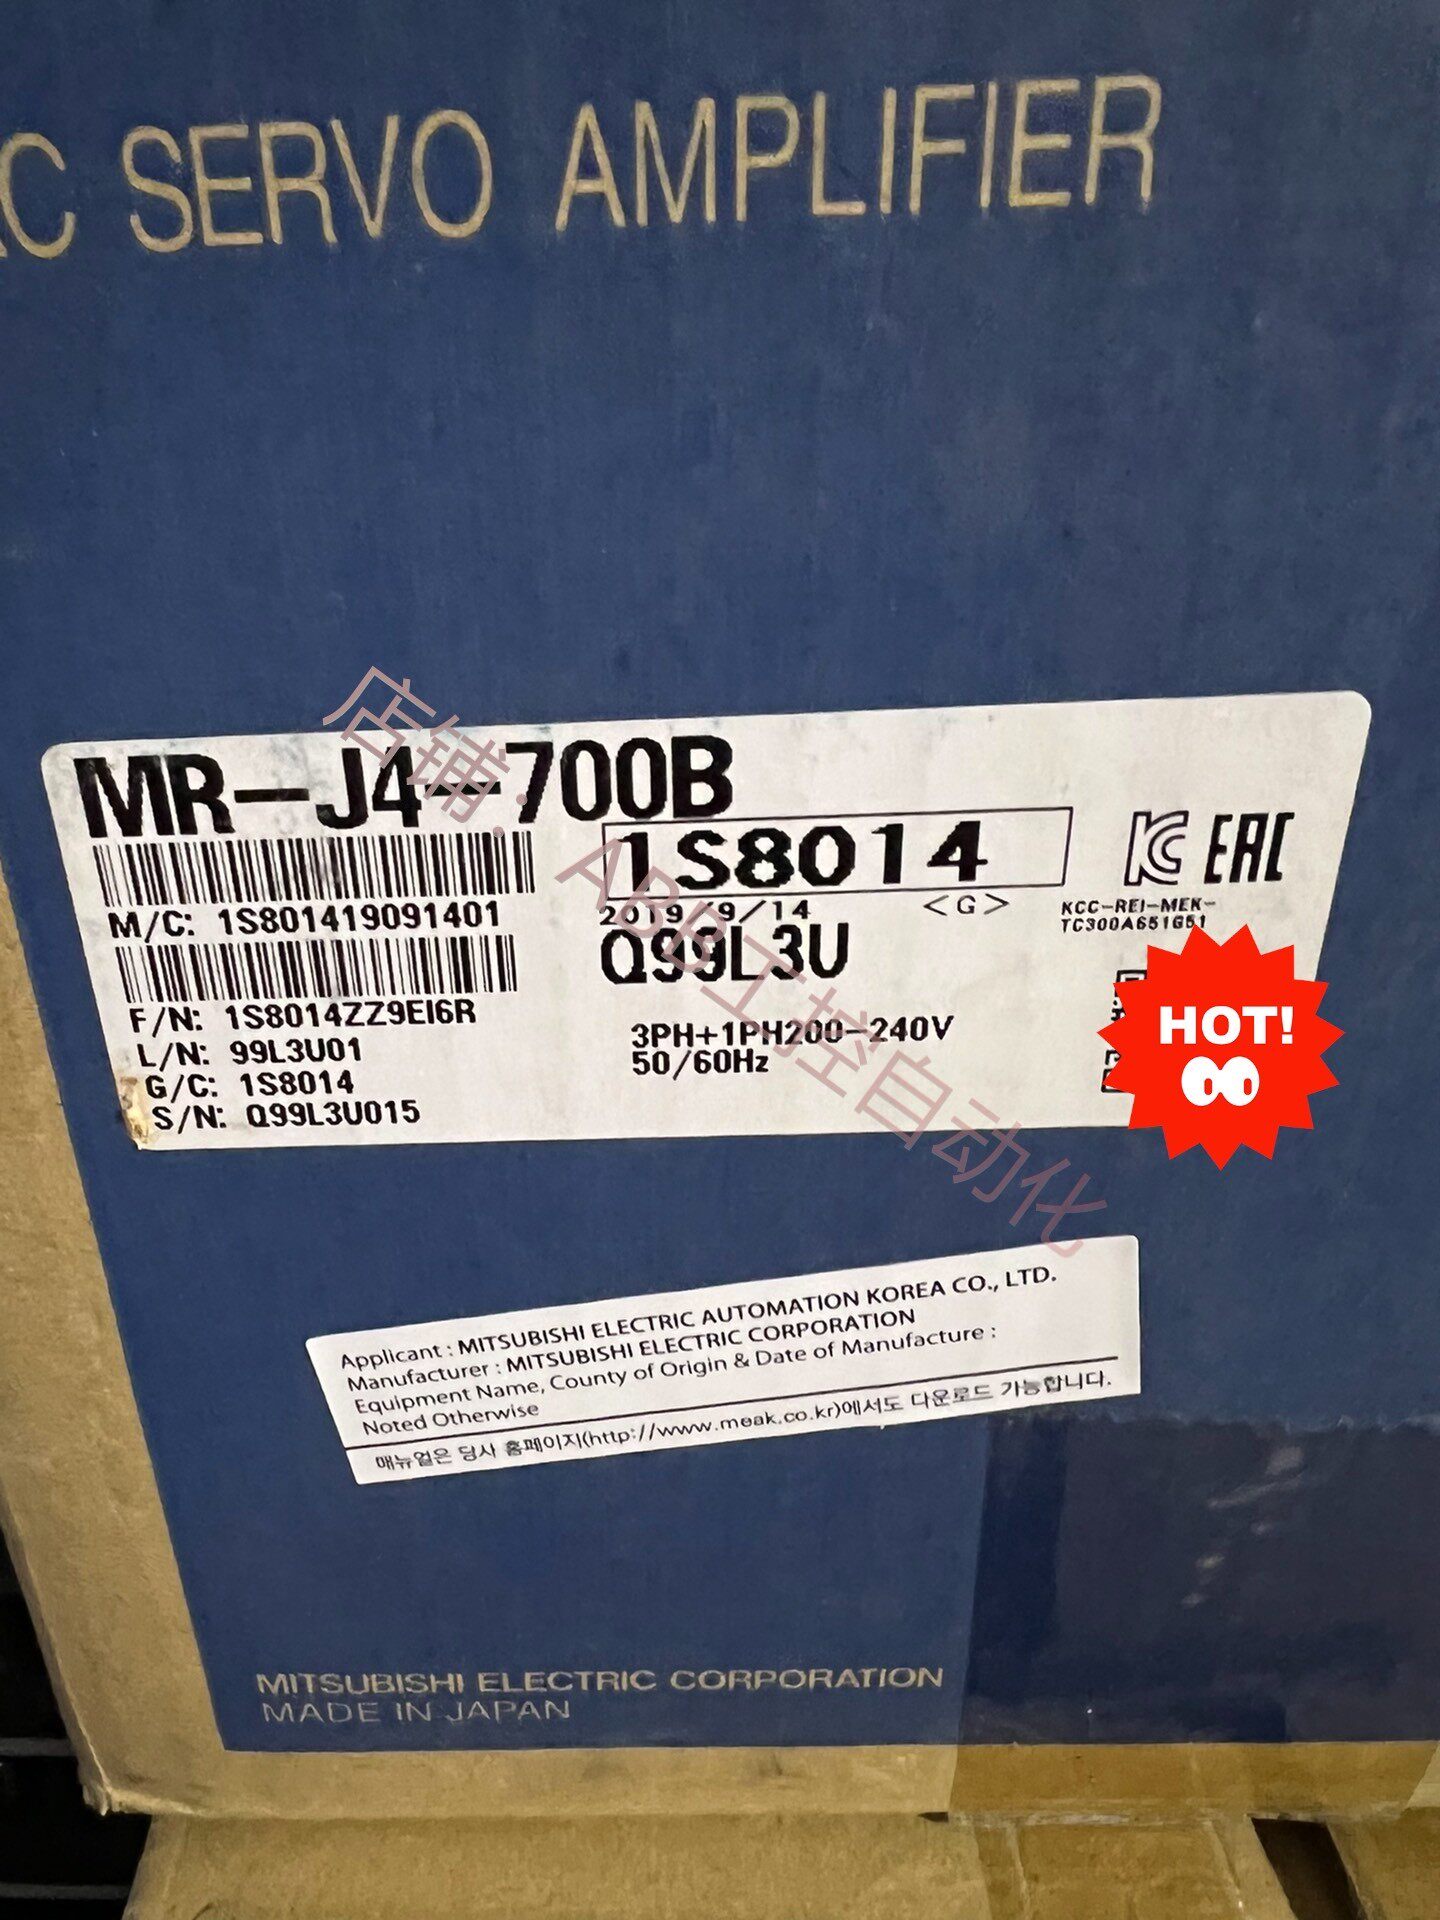 AC SERVO AMPLIFIER
MR-J4-700B
1S8014
M/C: 1S801419091401
2019/9/14
<G>
KCC-REI-MEK-
TC300A651G51
EAC
Q99L3U
F/N: 1S8014ZZ9EI6R
L/N: 99L3U01
G/C: 1S8014
S/N: Q99L3U015
3PH+1PH200-240V
50/60Hz
HOT!
店铺：ABB工控自动化
Applicant : MITSUBISHI ELECTRIC AUTOMATION KOREA CO., LTD.
Manufacturer : MITSUBISHI ELECTRIC CORPORATION
Equipment Name, County of Origin & Date of Manufacture :
Noted Otherwise
매뉴얼은 당사 홈페이지(http://www.meak.co.kr)에서도 다운로드 가능합니다.
MITSUBISHI ELECTRIC CORPORATION
MADE IN JAPAN